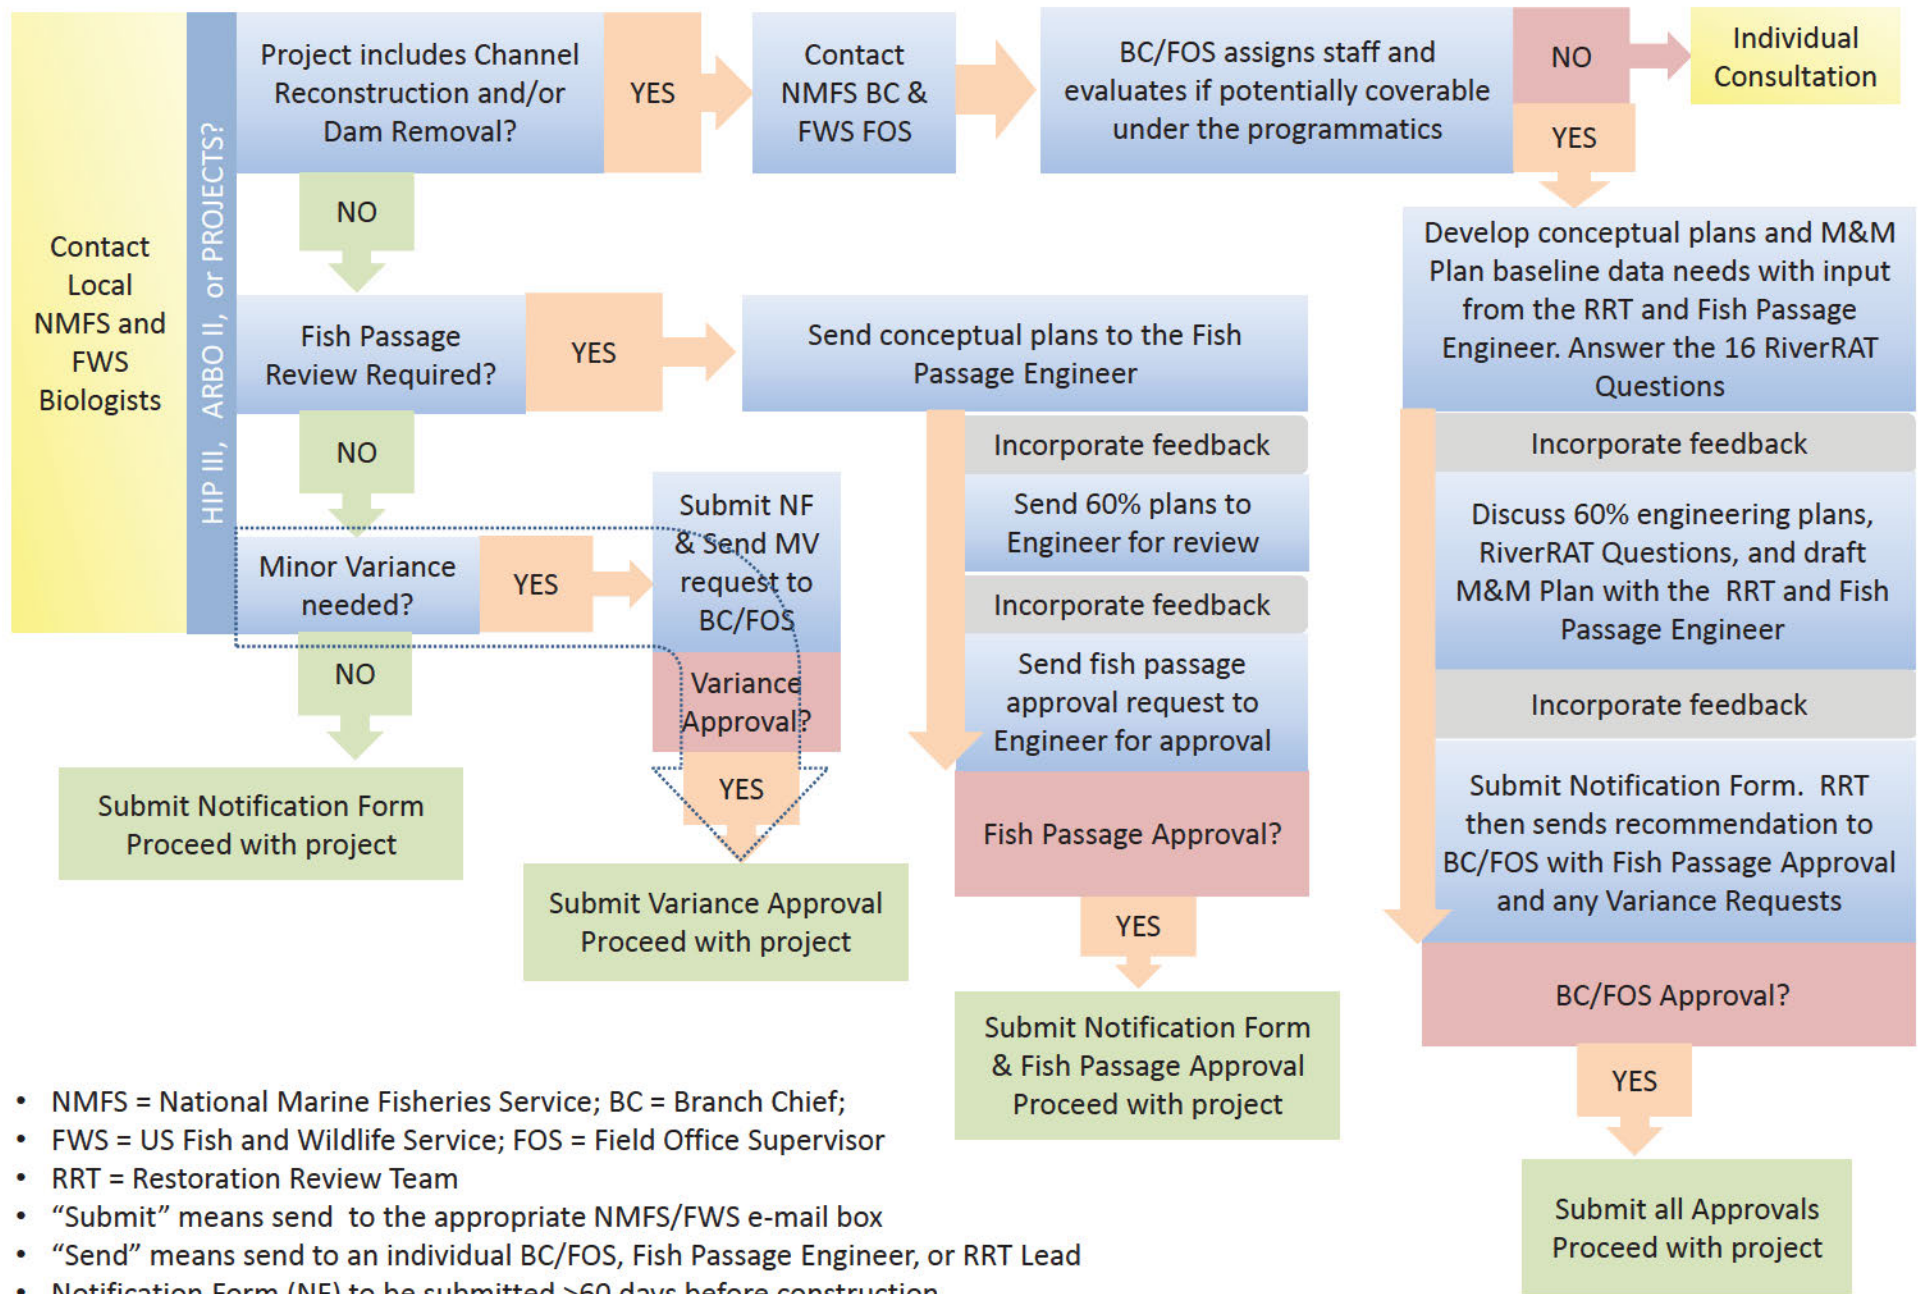 Contact
Local
NMFS and
FWS
Biologists
HIP III, ARBO II, or PROJECTS?
Project includes Channel
Reconstruction and/or
Dam Removal?
YES
Contact
NMFS BC &
FWS FOS
BC/FOS assigns staff and
evaluates if potentially coverable
under the programmatics
NO
Individual
Consultation
YES
NO
Develop conceptual plans and M&M
Plan baseline data needs with input
from the RRT and Fish Passage
Engineer. Answer the 16 RiverRAT
Questions
Incorporate feedback
Discuss 60% engineering plans,
RiverRAT Questions, and draft
M&M Plan with the RRT and Fish
Passage Engineer
Incorporate feedback
Submit Notification Form. RRT
then sends recommendation to
BC/FOS with Fish Passage Approval
and any Variance Requests
BC/FOS Approval?
YES
Submit all Approvals
Proceed with project
Fish Passage
Review Required?
YES
Send conceptual plans to the Fish
Passage Engineer
Incorporate feedback
Send 60% plans to
Engineer for review
Incorporate feedback
Send fish passage
approval request to
Engineer for approval
Fish Passage Approval?
YES
Submit Notification Form
& Fish Passage Approval
Proceed with project
NO
Minor Variance
needed?
YES
Submit NF
& Send MV
request to
BC/FOS
Variance
Approval?
YES
Submit Variance Approval
Proceed with project
NO
Submit Notification Form
Proceed with project
• NMFS = National Marine Fisheries Service; BC = Branch Chief;
• FWS = US Fish and Wildlife Service; FOS = Field Office Supervisor
• RRT = Restoration Review Team
• “Submit” means send to the appropriate NMFS/FWS e-mail box
• “Send” means send to an individual BC/FOS, Fish Passage Engineer, or RRT Lead
• Notification Form (NF) to be submitted >60 days before construction